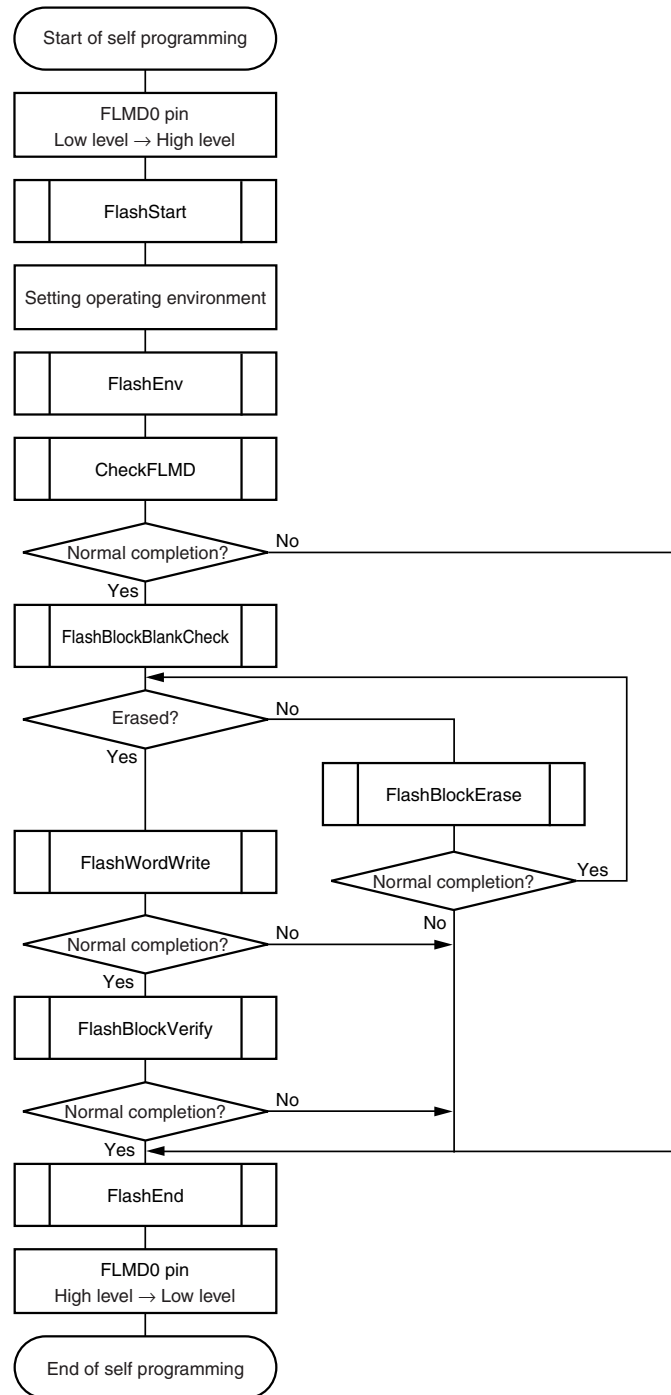 Start of self programming
FLMD0 pin
Low level → High level
FlashStart
Setting operating environment
FlashEnv
CheckFLMD
Normal completion?
No
Yes
FlashBlockBlankCheck
Erased?
No
Yes
FlashBlockErase
FlashWordWrite
Normal completion?
Yes
No
Normal completion?
No
Yes
FlashBlockVerify
Normal completion?
No
Yes
FlashEnd
FLMD0 pin
High level → Low level
End of self programming